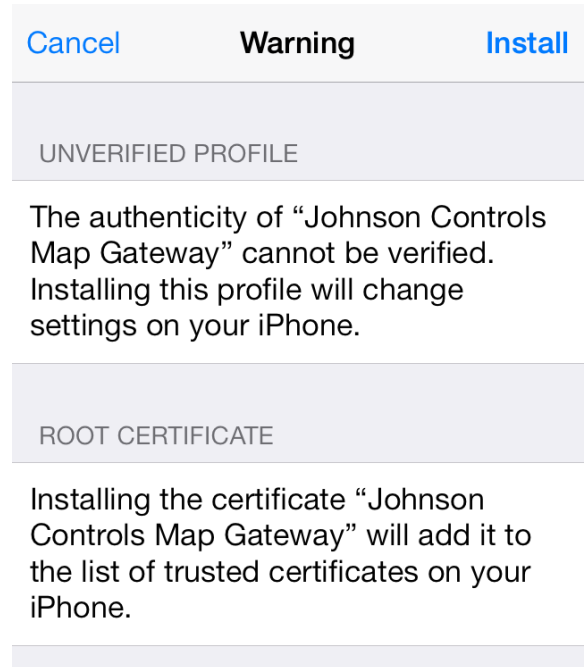 Cancel Warning Install
UNVERIFIED PROFILE
The authenticity of “Johnson Controls
Map Gateway” cannot be verified.
Installing this profile will change
settings on your iPhone.
ROOT CERTIFICATE
Installing the certificate “Johnson
Controls Map Gateway” will add it to
the list of trusted certificates on your
iPhone.